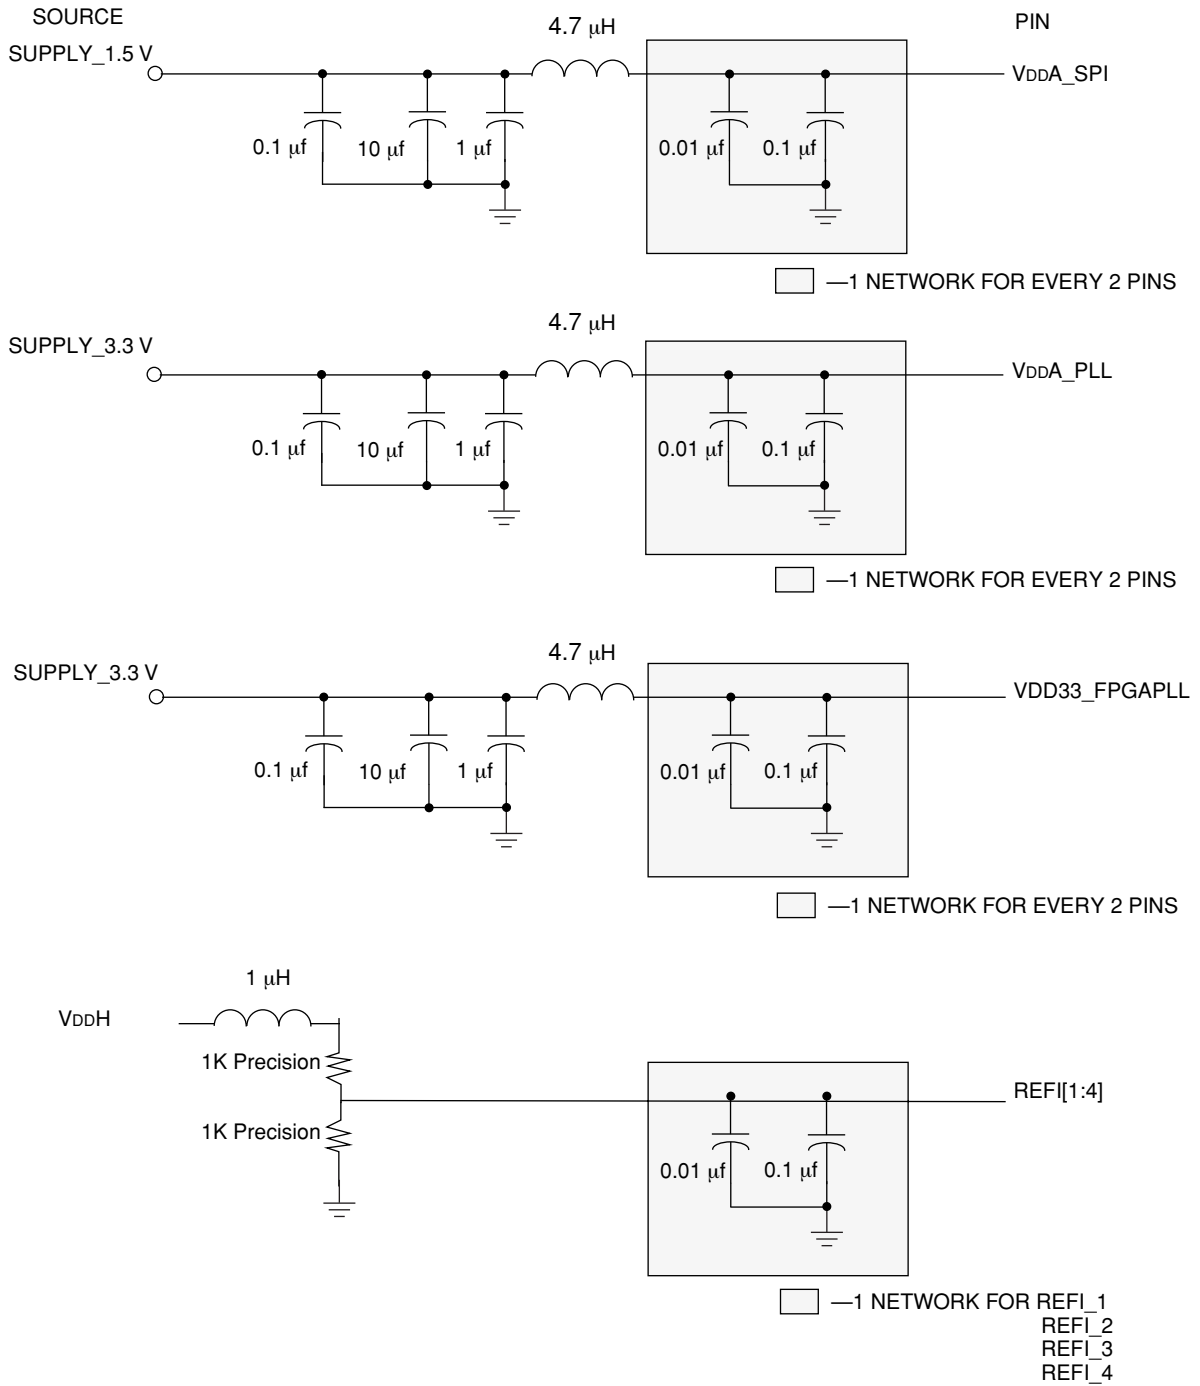 SOURCE
PIN
4.7 μH
SUPPLY_1.5 V
VDDA_SPI
0.1 μf
10 μf
1 μf
0.01 μf
0.1 μf
—1 NETWORK FOR EVERY 2 PINS
4.7 μH
SUPPLY_3.3 V
VDDA_PLL
0.1 μf
10 μf
1 μf
0.01 μf
0.1 μf
—1 NETWORK FOR EVERY 2 PINS
4.7 μH
SUPPLY_3.3 V
VDD33_FPGAPLL
0.1 μf
10 μf
1 μf
0.01 μf
0.1 μf
—1 NETWORK FOR EVERY 2 PINS
1 μH
VDDH
1K Precision
REFI[1:4]
1K Precision
0.01 μf
0.1 μf
—1 NETWORK FOR REFI_1
REFI_2
REFI_3
REFI_4